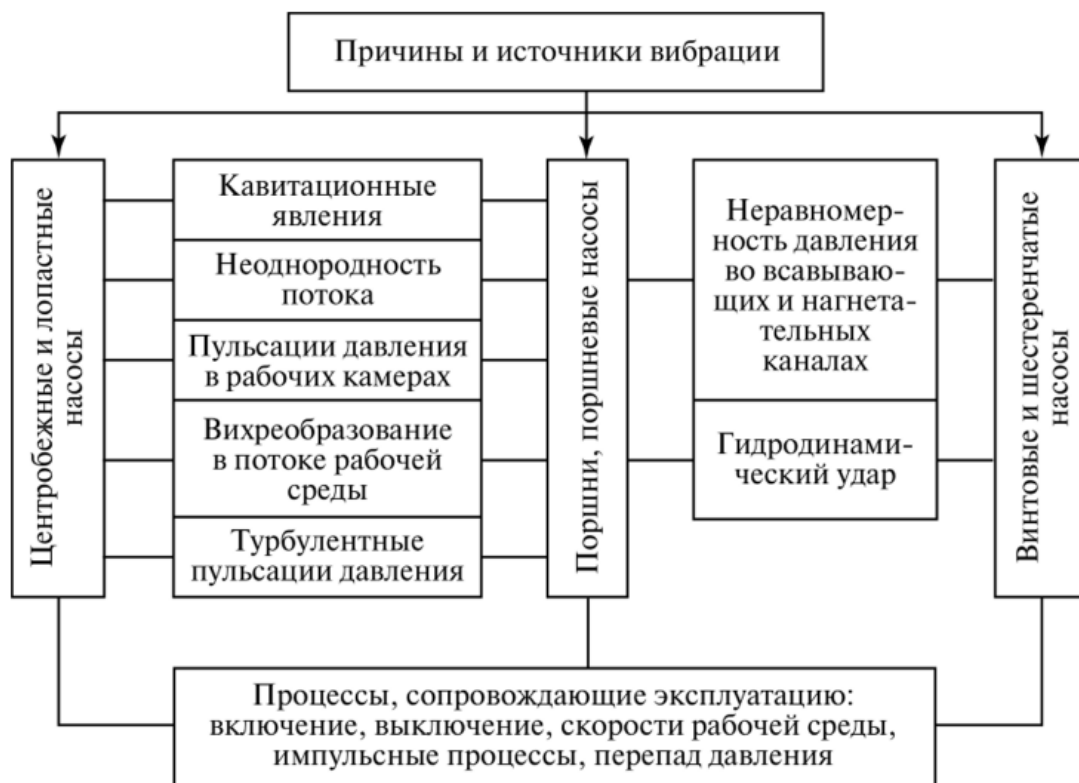 Причины и источники вибрации
Центробежные и лопастные
насосы
Кавитационные
явления
Неоднородность
потока
Пульсации давления
в рабочих камерах
Вихреобразование
в потоке рабочей
среды
Турбулентные
пульсации давления
Поршни, поршневые насосы
Неравномер-
ность давления
во всавываю-
щих и нагнета-
тельных
каналах
Гидродинами-
ческий удар
Винтовые и шестеренчатые
насосы
Процессы, сопровождающие эксплуатацию:
включение, выключение, скорости рабочей среды,
импульсные процессы, перепад давления